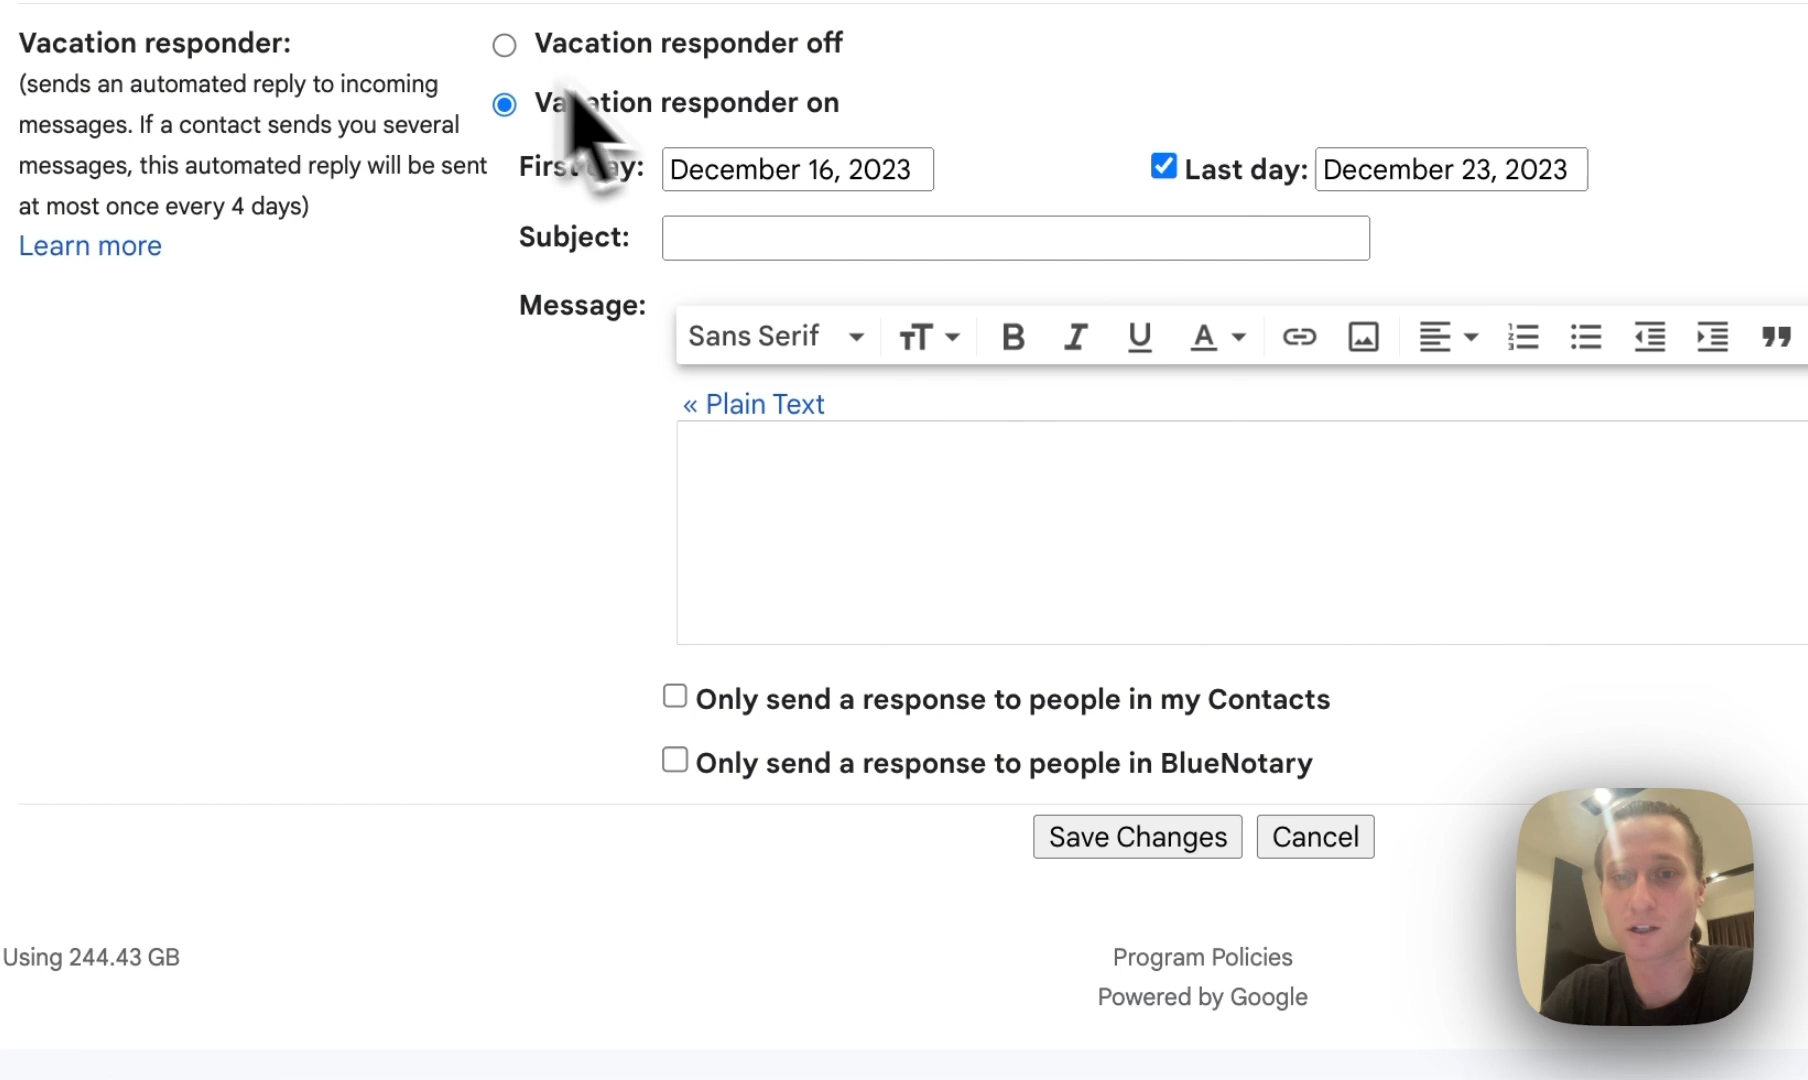 Vacation responder:
(sends an automated reply to incoming
messages. If a contact sends you several
messages, this automated reply will be sent
at most once every 4 days)
Learn more
Vacation responder off
Vacation responder on
First day: December 16, 2023 Last day: December 23, 2023
Subject:
Message:
Sans Serif
« Plain Text
Only send a response to people in my Contacts
Only send a response to people in BlueNotary
Save Changes Cancel
Using 244.43 GB
Program Policies
Powered by Google